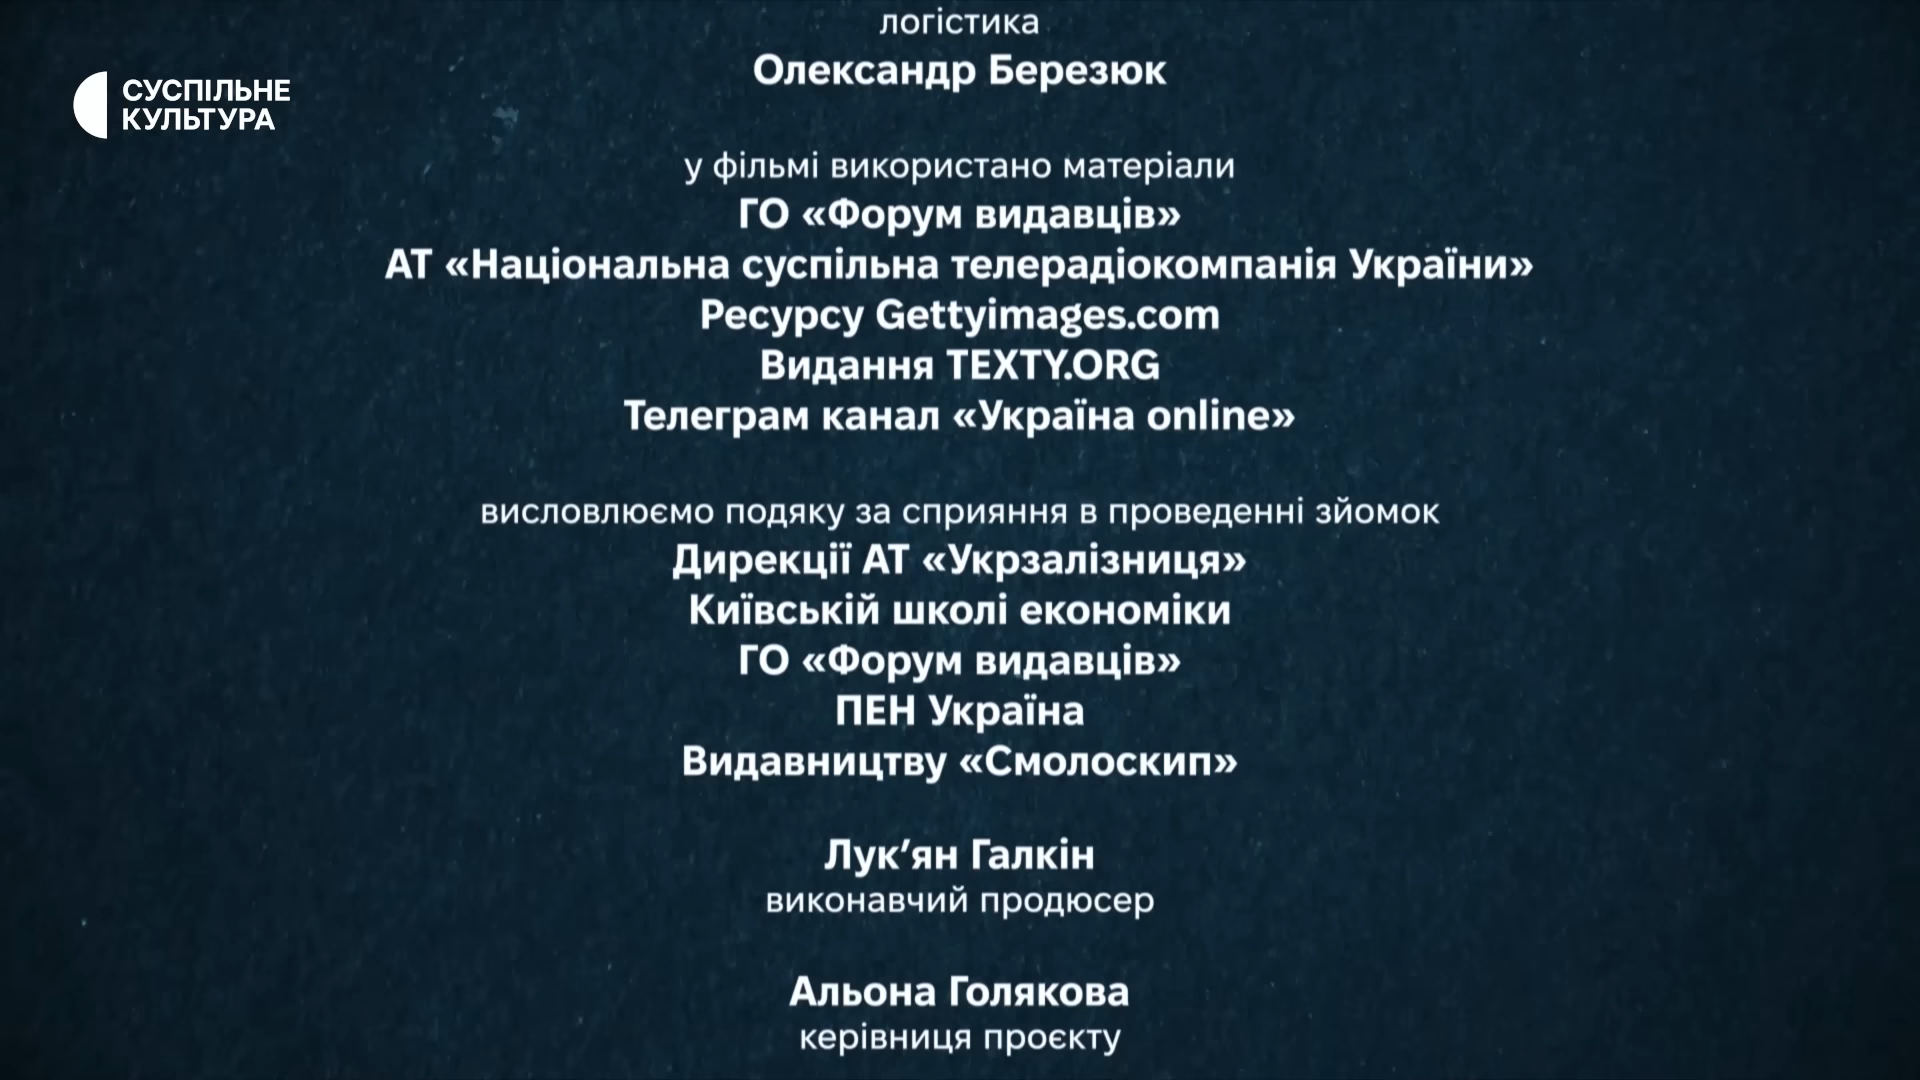 логістика
Олександр Березюк
СУСПІЛЬНЕ
КУЛЬТУРА
у фільмі використано матеріали
ГО «Форум видавців»
АТ «Національна суспільна телерадіокомпанія України»
Ресурсу Gettyimages.com
Видання TEXTY.ORG
Телеграм канал «Україна online»
висловлюємо подяку за сприяння в проведенні зйомок
Дирекції АТ «Укрзалізниця»
Київській школі економіки
ГО «Форум видавців»
ПЕН Україна
Видавництву «Смолоскип»
Лук’ян Галкін
виконавчий продюсер
Альона Голякова
керівниця проєкту